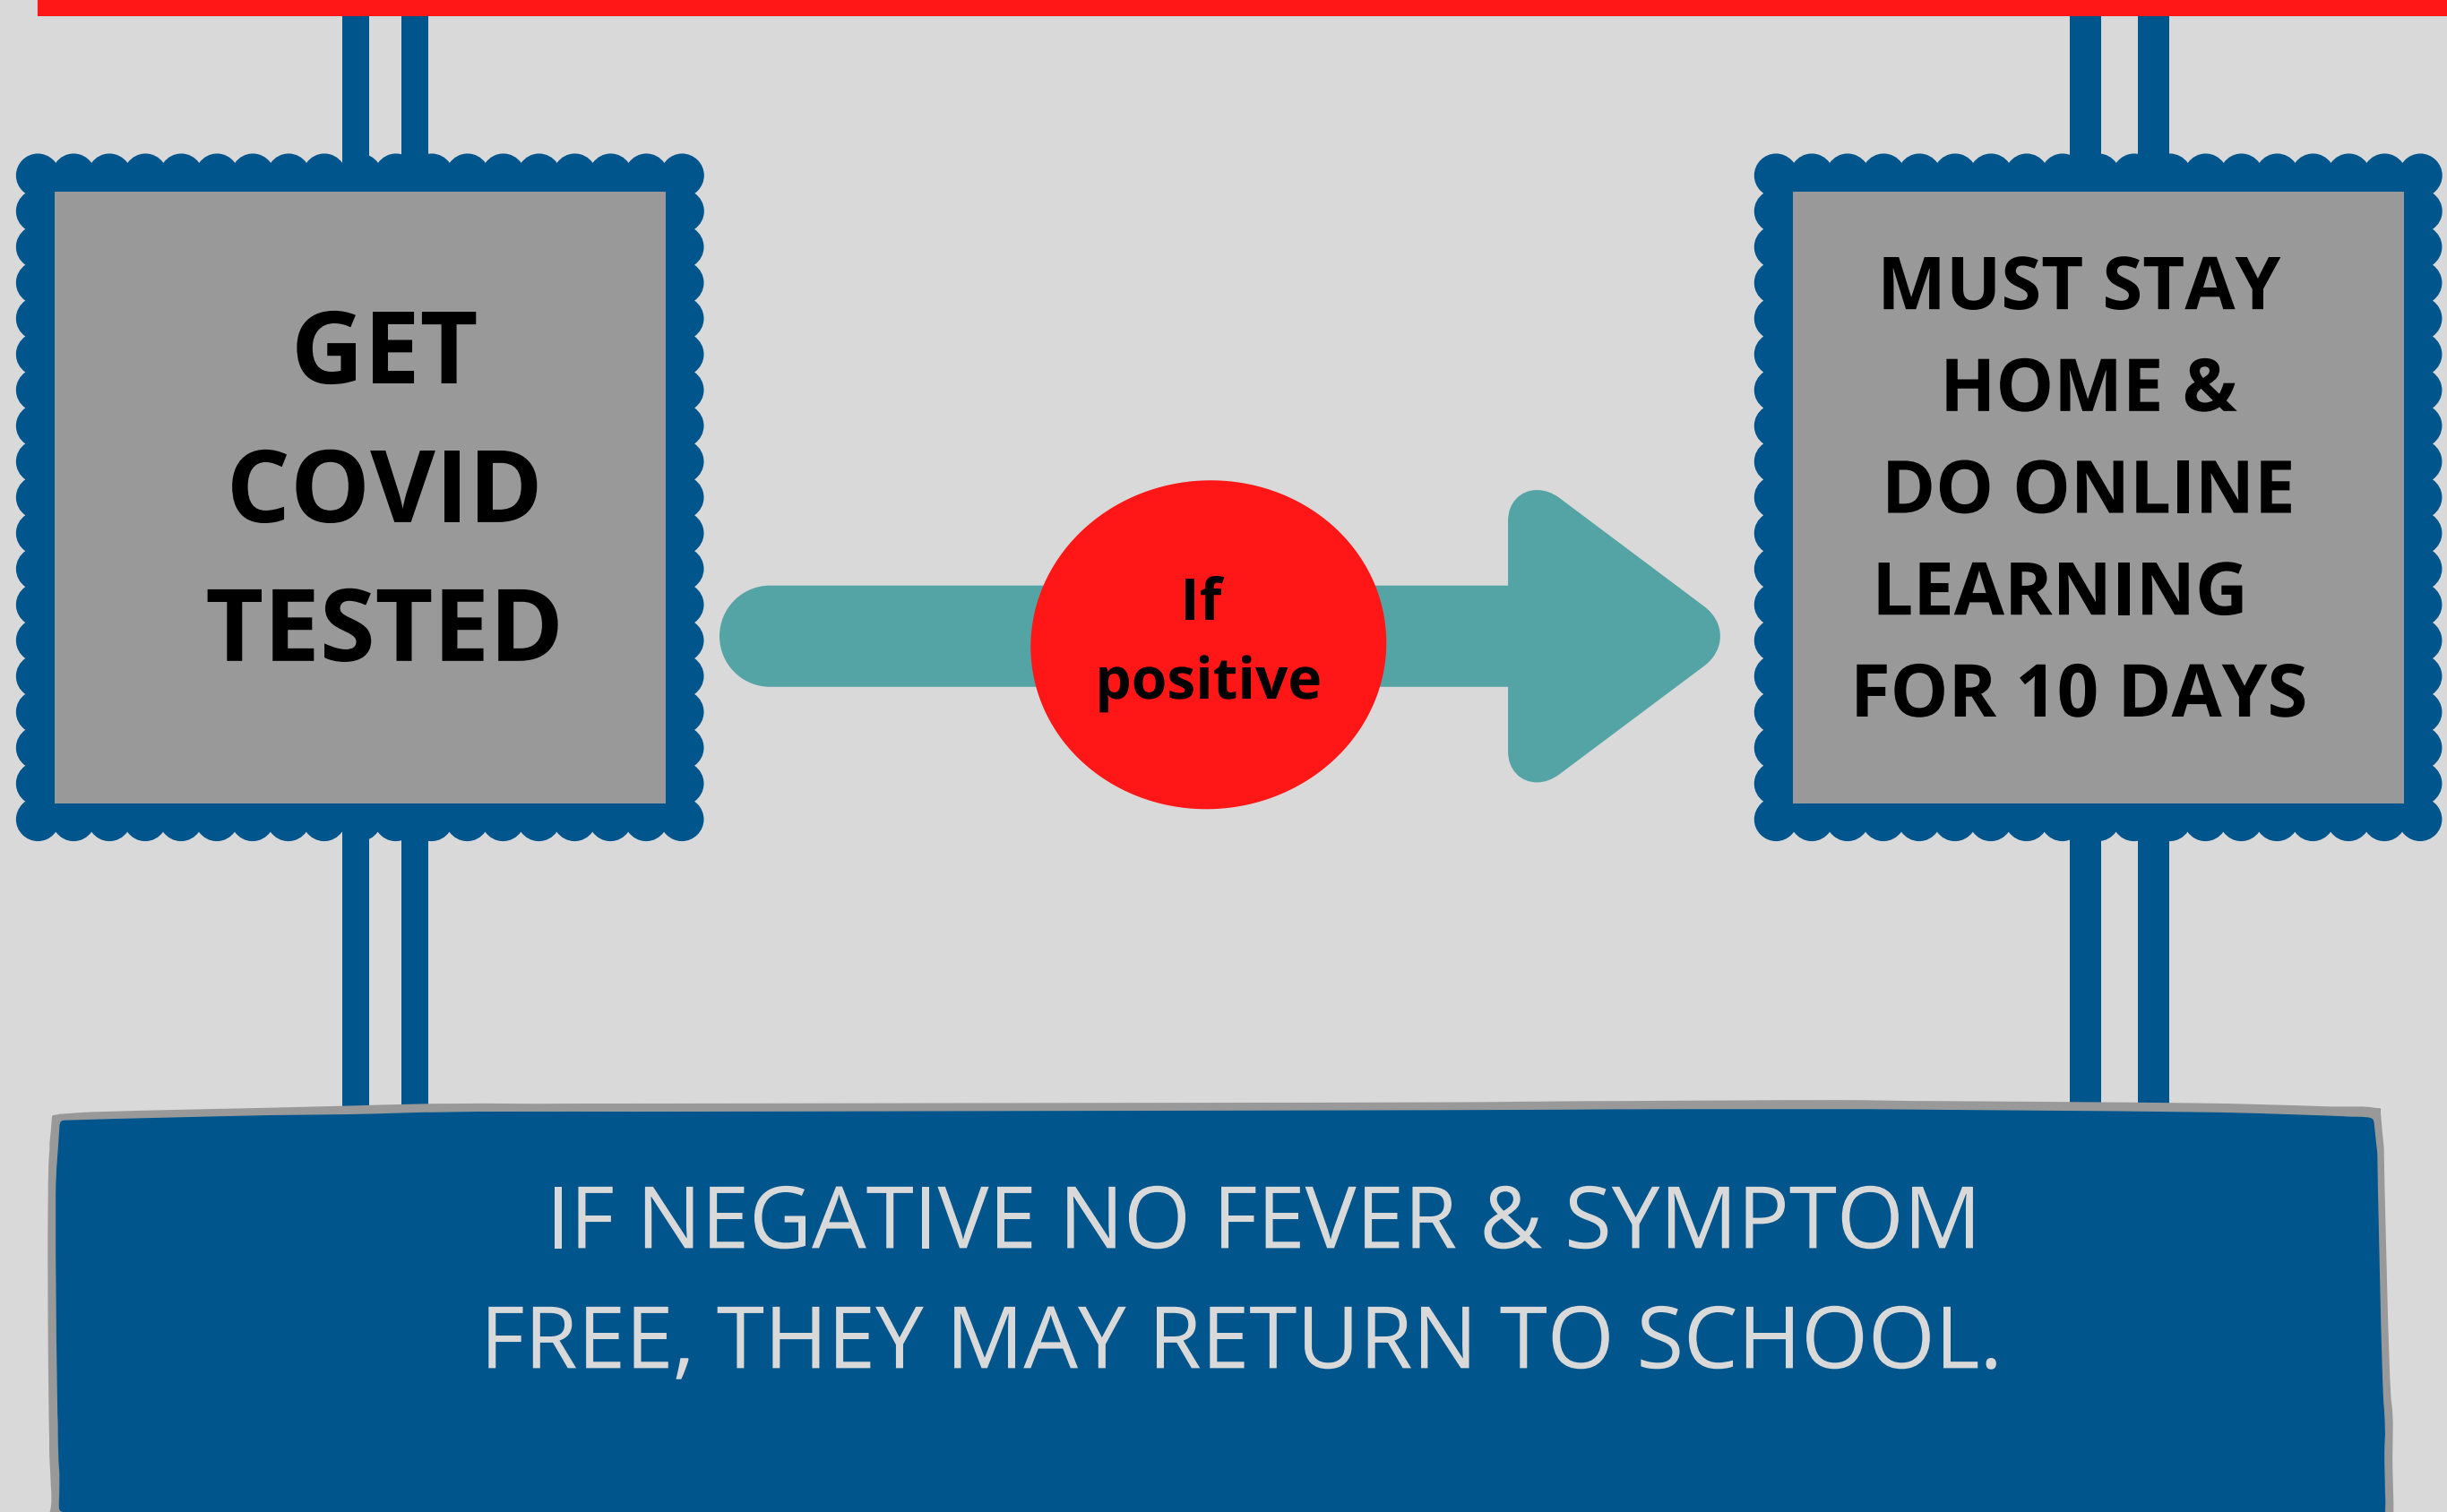 GET
COVID
TESTED
If
positive
MUST STAY
HOME &
DO ONLINE
LEARNING
FOR 10 DAYS
IF NEGATIVE NO FEVER & SYMPTOM
FREE, THEY MAY RETURN TO SCHOOL.